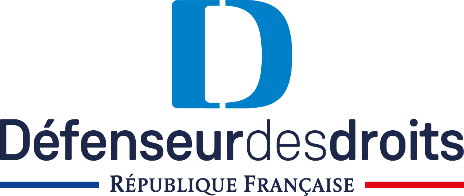 D
Défenseurdesdroits
RÉPUBLIQUE FRANÇAISE